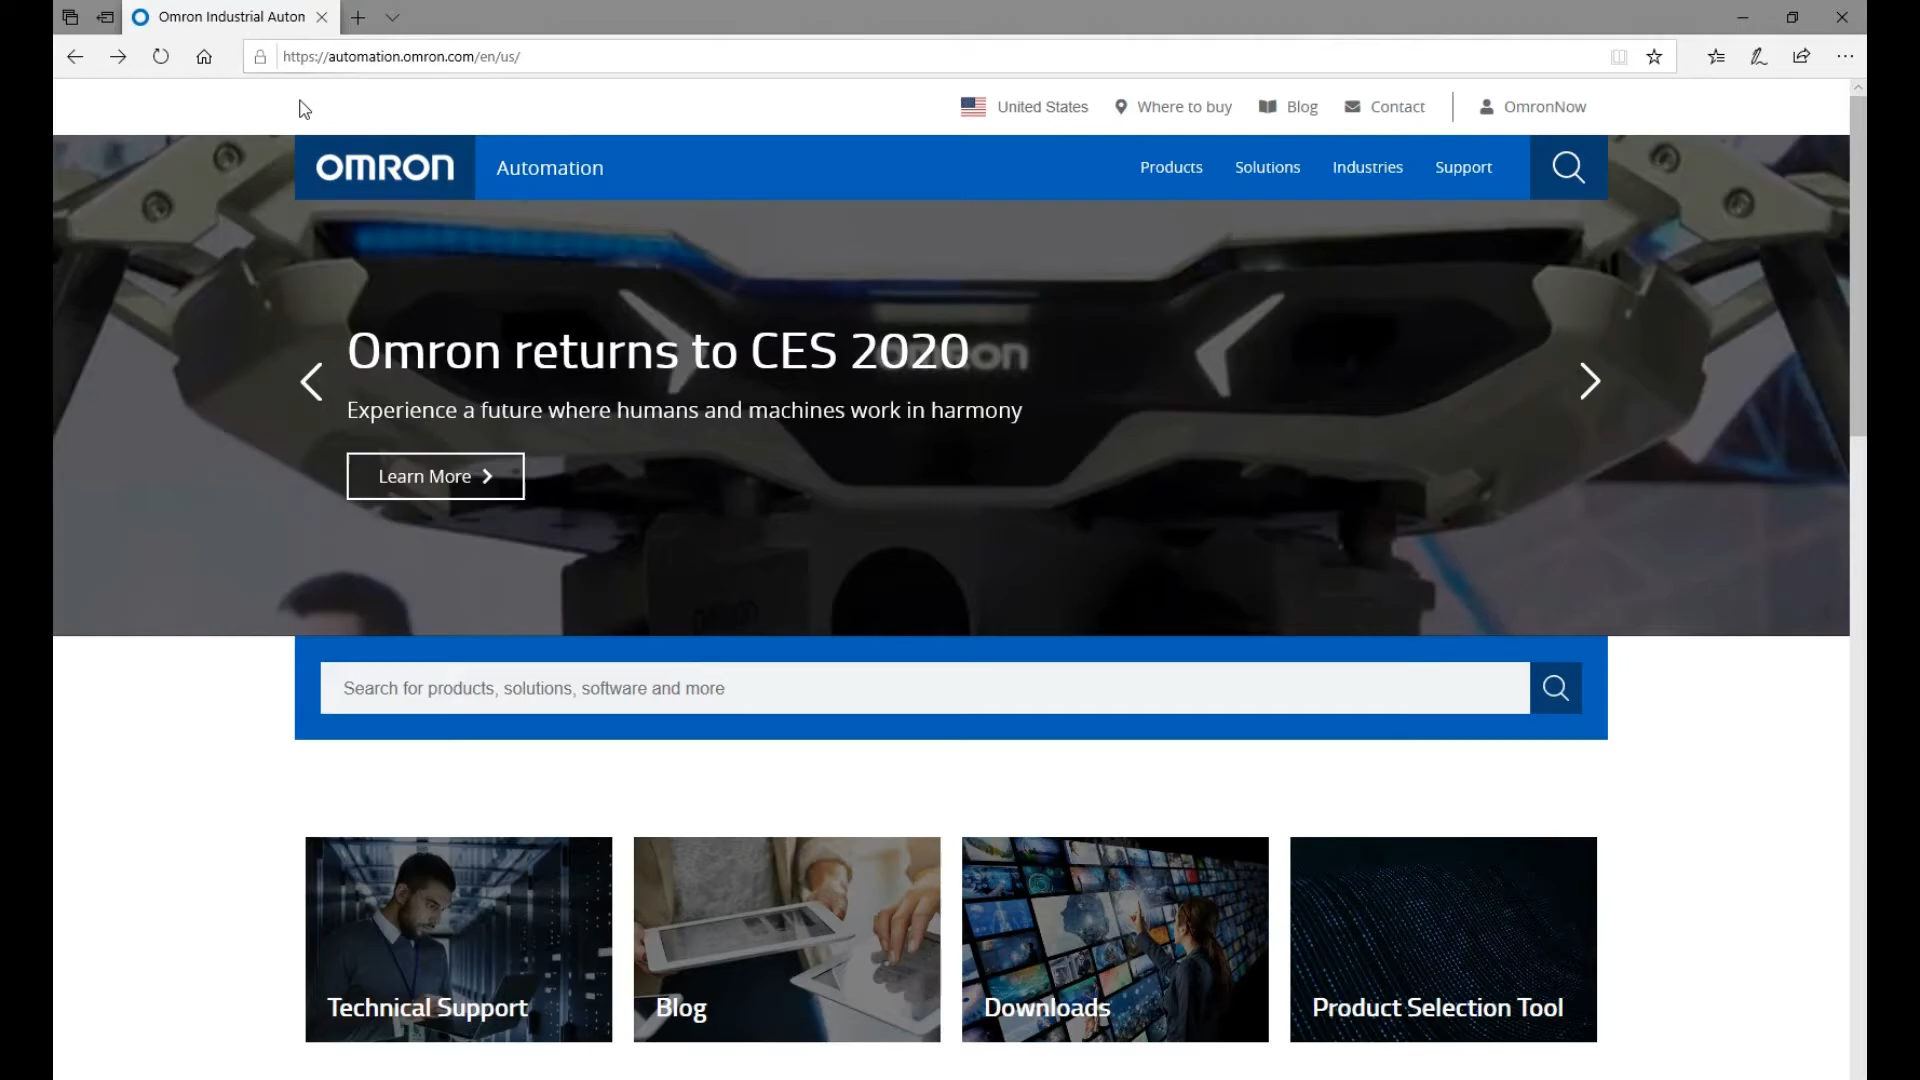 Omron Industrial Auton
https://automation.omron.com/en/us/
United States
Where to buy
Blog
Contact
OmronNow
OMRON
Automation
Products
Solutions
Industries
Support
Omron returns to CES 2020
Experience a future where humans and machines work in harmony
Learn More
Search for products, solutions, software and more
Technical Support
Blog
Downloads
Product Selection Tool